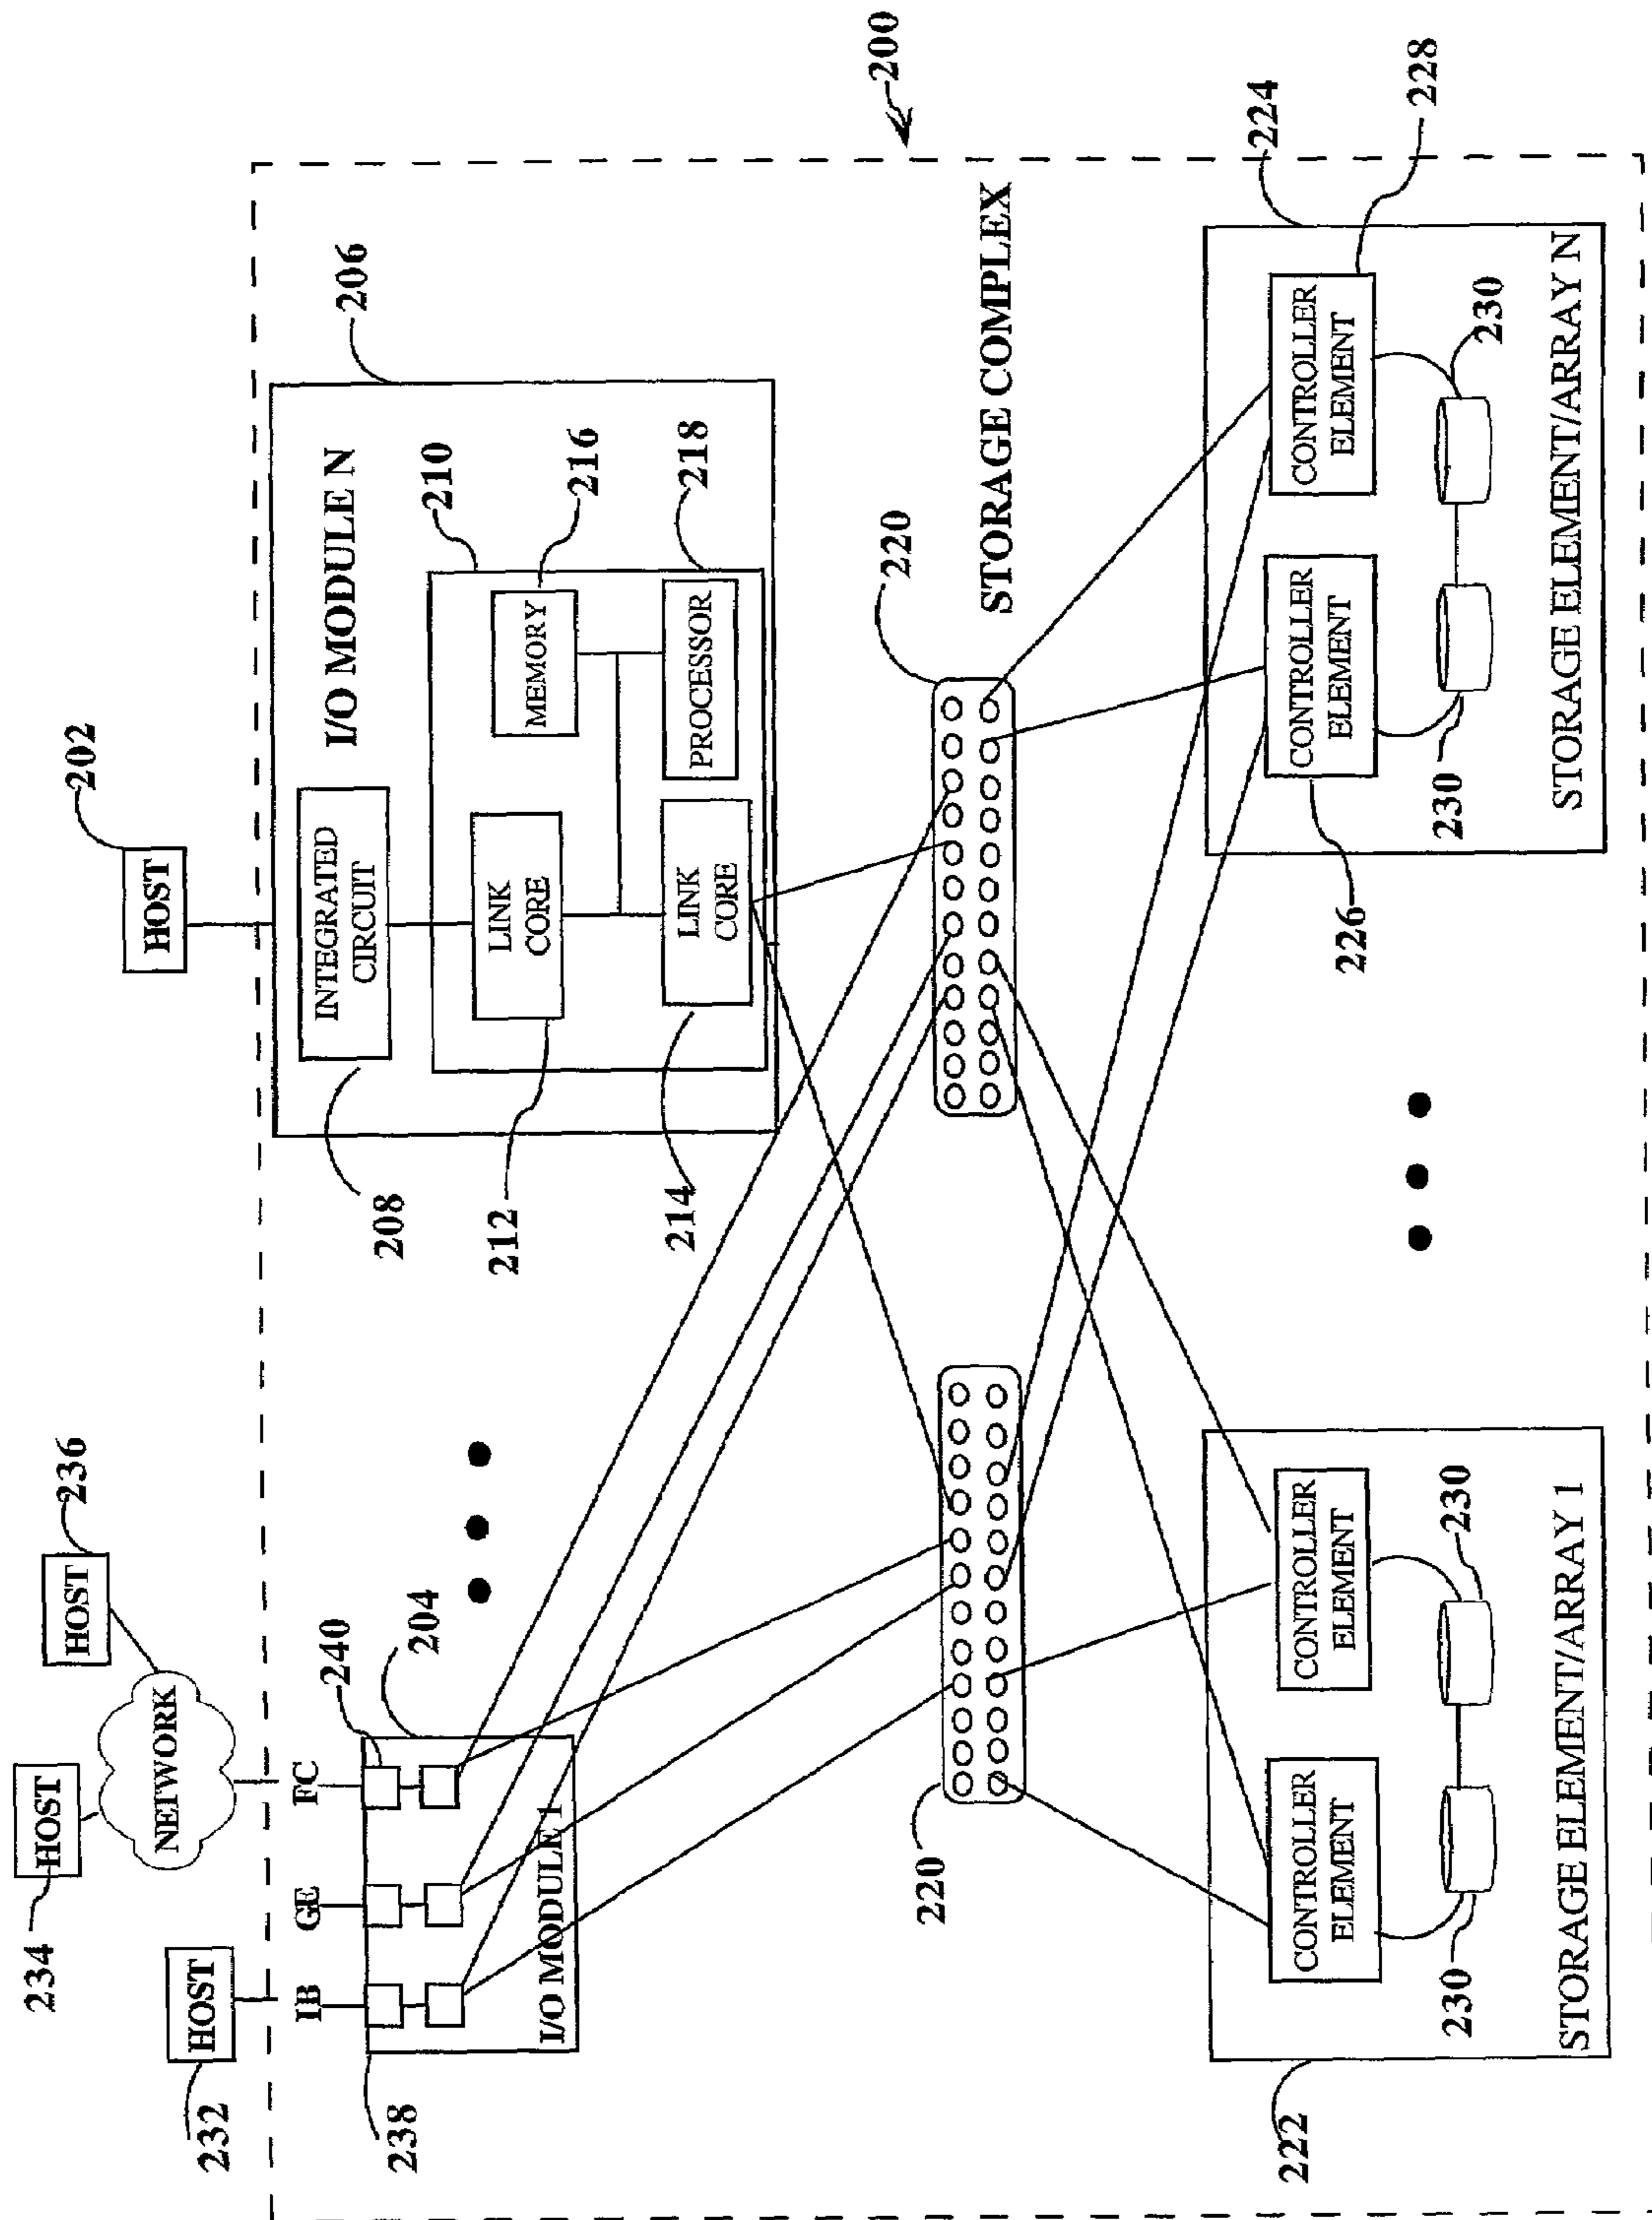 234
HOST
236
HOST
NETWORK
232
HOST
202
HOST
IB
GE
FC
240
204
238
I/O MODULE 1
206
I/O MODULE N
INTEGRATED
CIRCUIT
208
210
LINK
CORE
212
MEMORY
216
LINK
CORE
214
PROCESSOR
218
200
220
220
STORAGE COMPLEX
222
CONTROLLER
ELEMENT
CONTROLLER
ELEMENT
230
230
STORAGE ELEMENT/ARRAY 1
224
CONTROLLER
ELEMENT
226
CONTROLLER
ELEMENT
228
230
230
STORAGE ELEMENT/ARRAY N